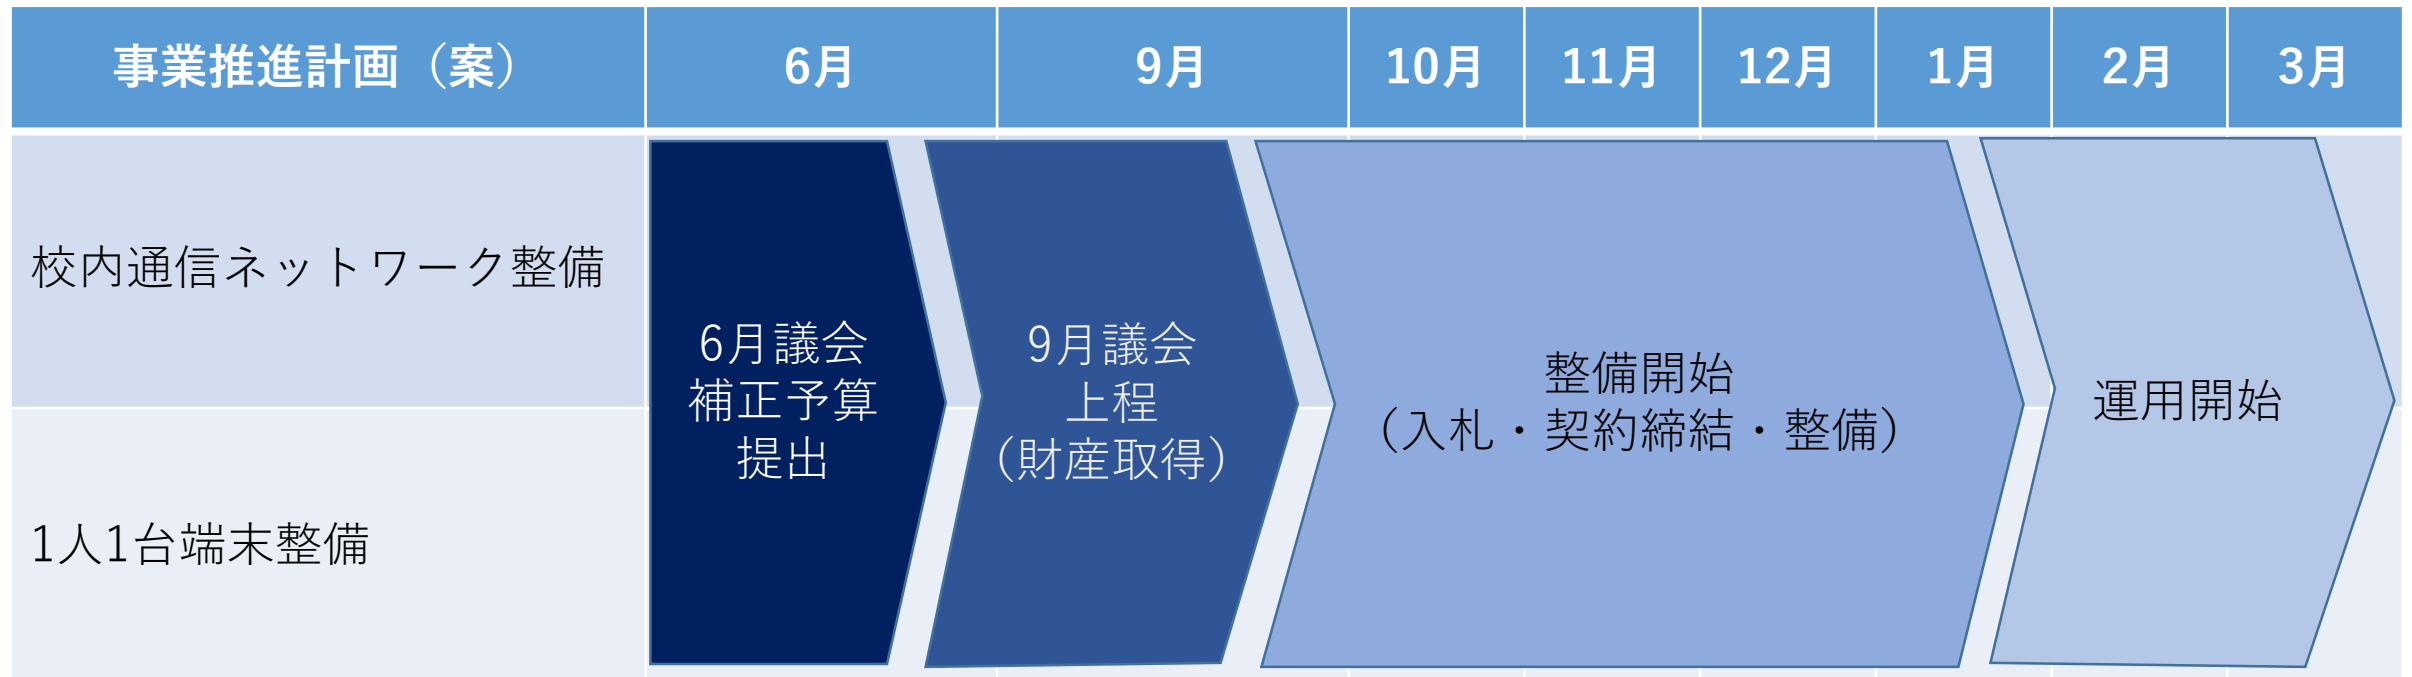 事業推進計画（案）
6月
9月
10月
11月
12月
1月
2月
3月
校内通信ネットワーク整備
1人1台端末整備
6月議会
補正予算
提出
9月議会
上程
（財産取得）
整備開始
（入札・契約締結・整備）
運用開始